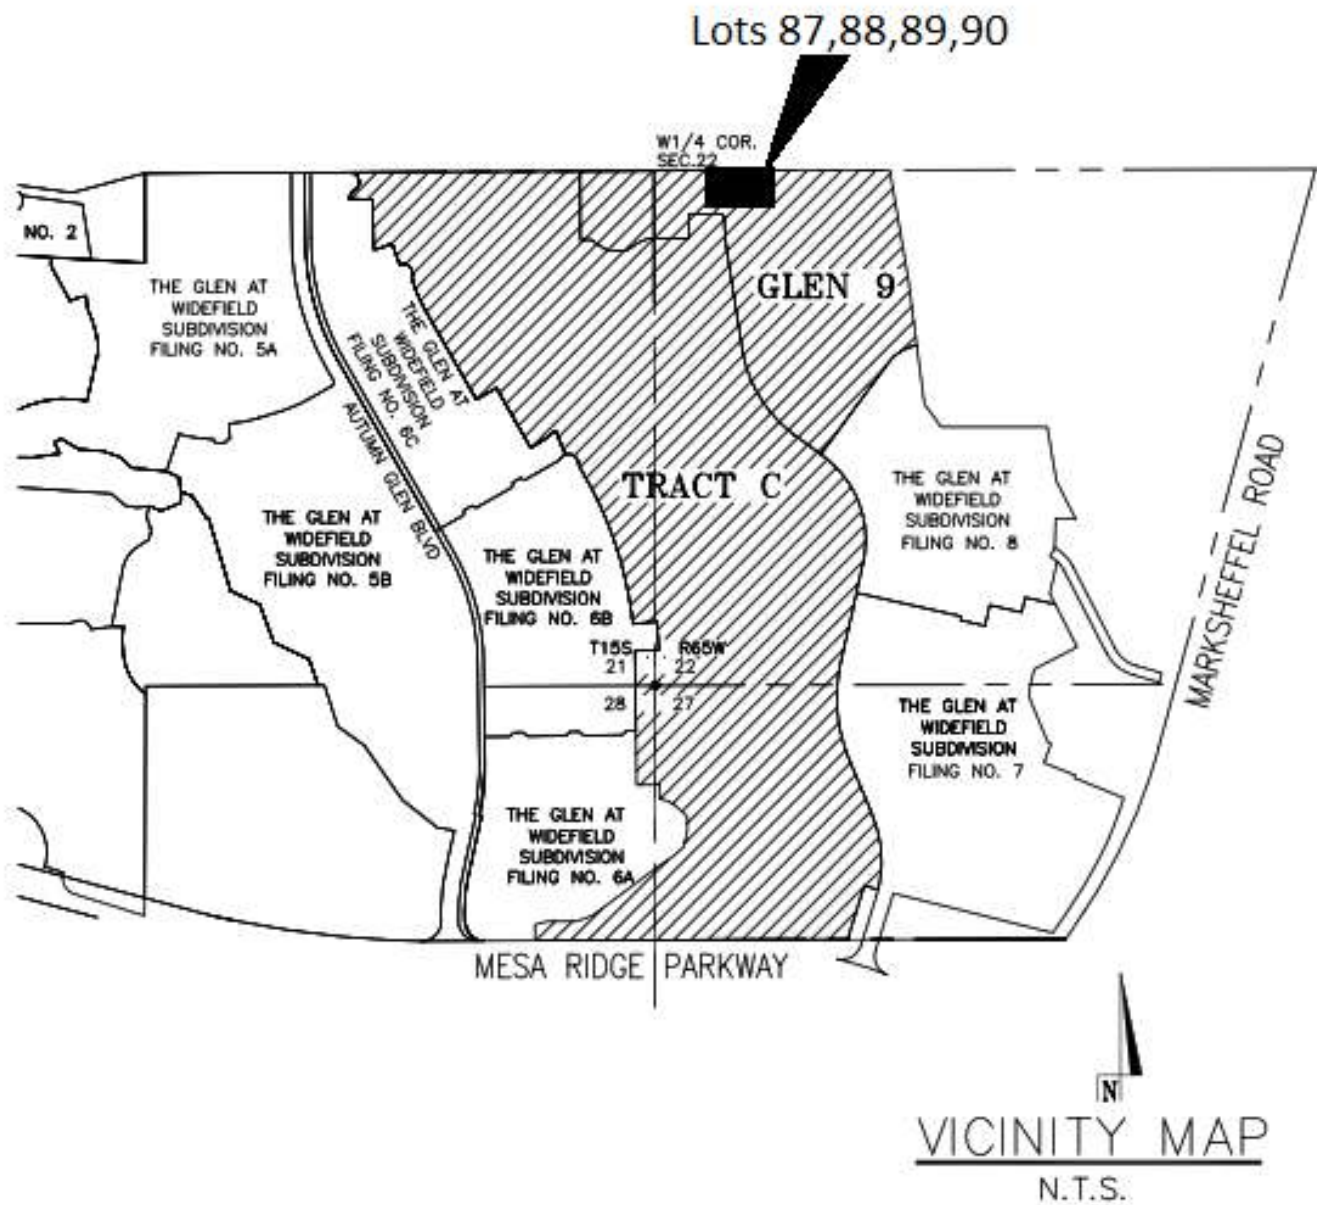 Lots 87,88,89,90
W1/4 COR.
SEC.22
NO. 2
THE GLEN AT
WIDEFIELD
SUBDIVISION
FILING NO. 5A
THE GLEN AT
WIDEFIELD
SUBDIVISION
FILING NO. 6C
AUTUMN GLEN BLVD
GLEN 9
TRACT C
THE GLEN AT
WIDEFIELD
SUBDIVISION
FILING NO. 8
MARKSHEFFEL ROAD
THE GLEN AT
WIDEFIELD
SUBDIVISION
FILING NO. 5B
THE GLEN AT
WIDEFIELD
SUBDIVISION
FILING NO. 6B
T15S R65W
21 22
28 27
THE GLEN AT
WIDEFIELD
SUBDIVISION
FILING NO. 7
THE GLEN AT
WIDEFIELD
SUBDIVISION
FILING NO. 6A
MESA RIDGE PARKWAY
N
VICINITY MAP
N.T.S.